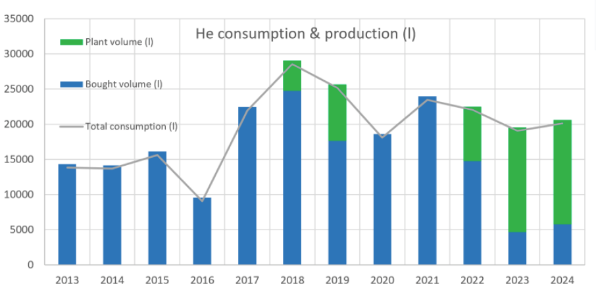 He consumption & production (l)
Plant volume (l)
Bought volume (l)
Total consumption (l)
35000
30000
25000
20000
15000
10000
5000
0
2013 2014 2015 2016 2017 2018 2019 2020 2021 2022 2023 2024